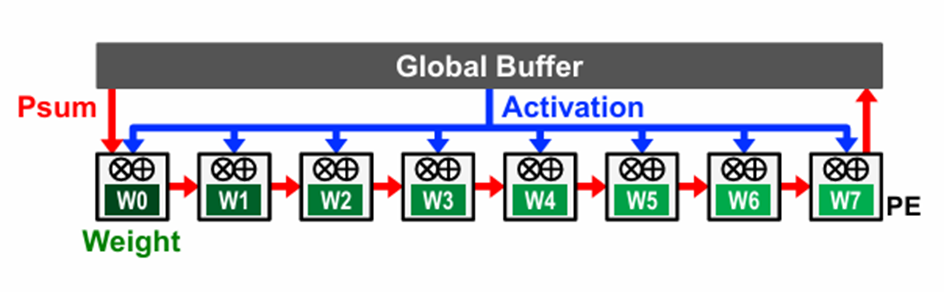 Global Buffer
Psum
Activation
W0 W1 W2 W3 W4 W5 W6 W7
PE
Weight